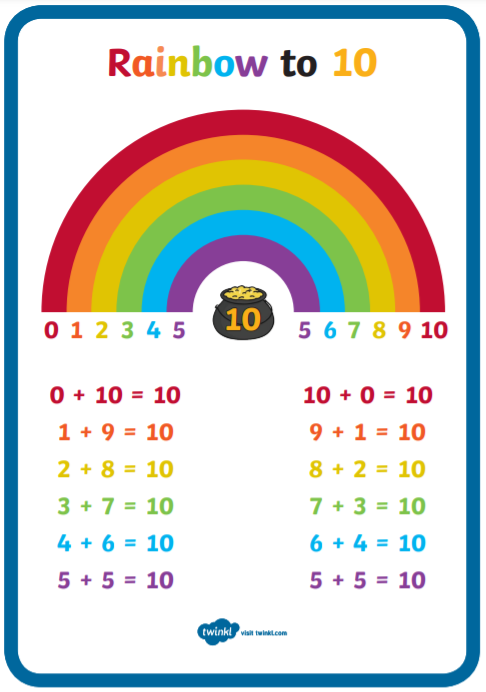 Rainbow to 10
10
0 1 2 3 4 5 5 6 7 8 9 10
0 + 10 = 10
1 + 9 = 10
2 + 8 = 10
3 + 7 = 10
4 + 6 = 10
5 + 5 = 10
10 + 0 = 10
9 + 1 = 10
8 + 2 = 10
7 + 3 = 10
6 + 4 = 10
5 + 5 = 10
twinkl visit twinkl.com